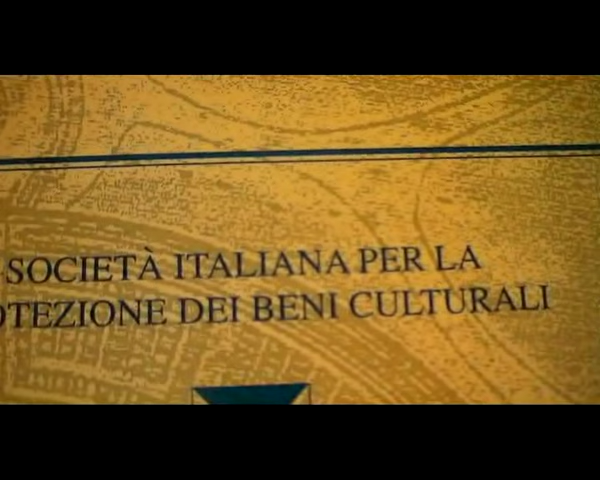 SOCIETÀ ITALIANA PER LA
OTEZIONE DEI BENI CULTURALI